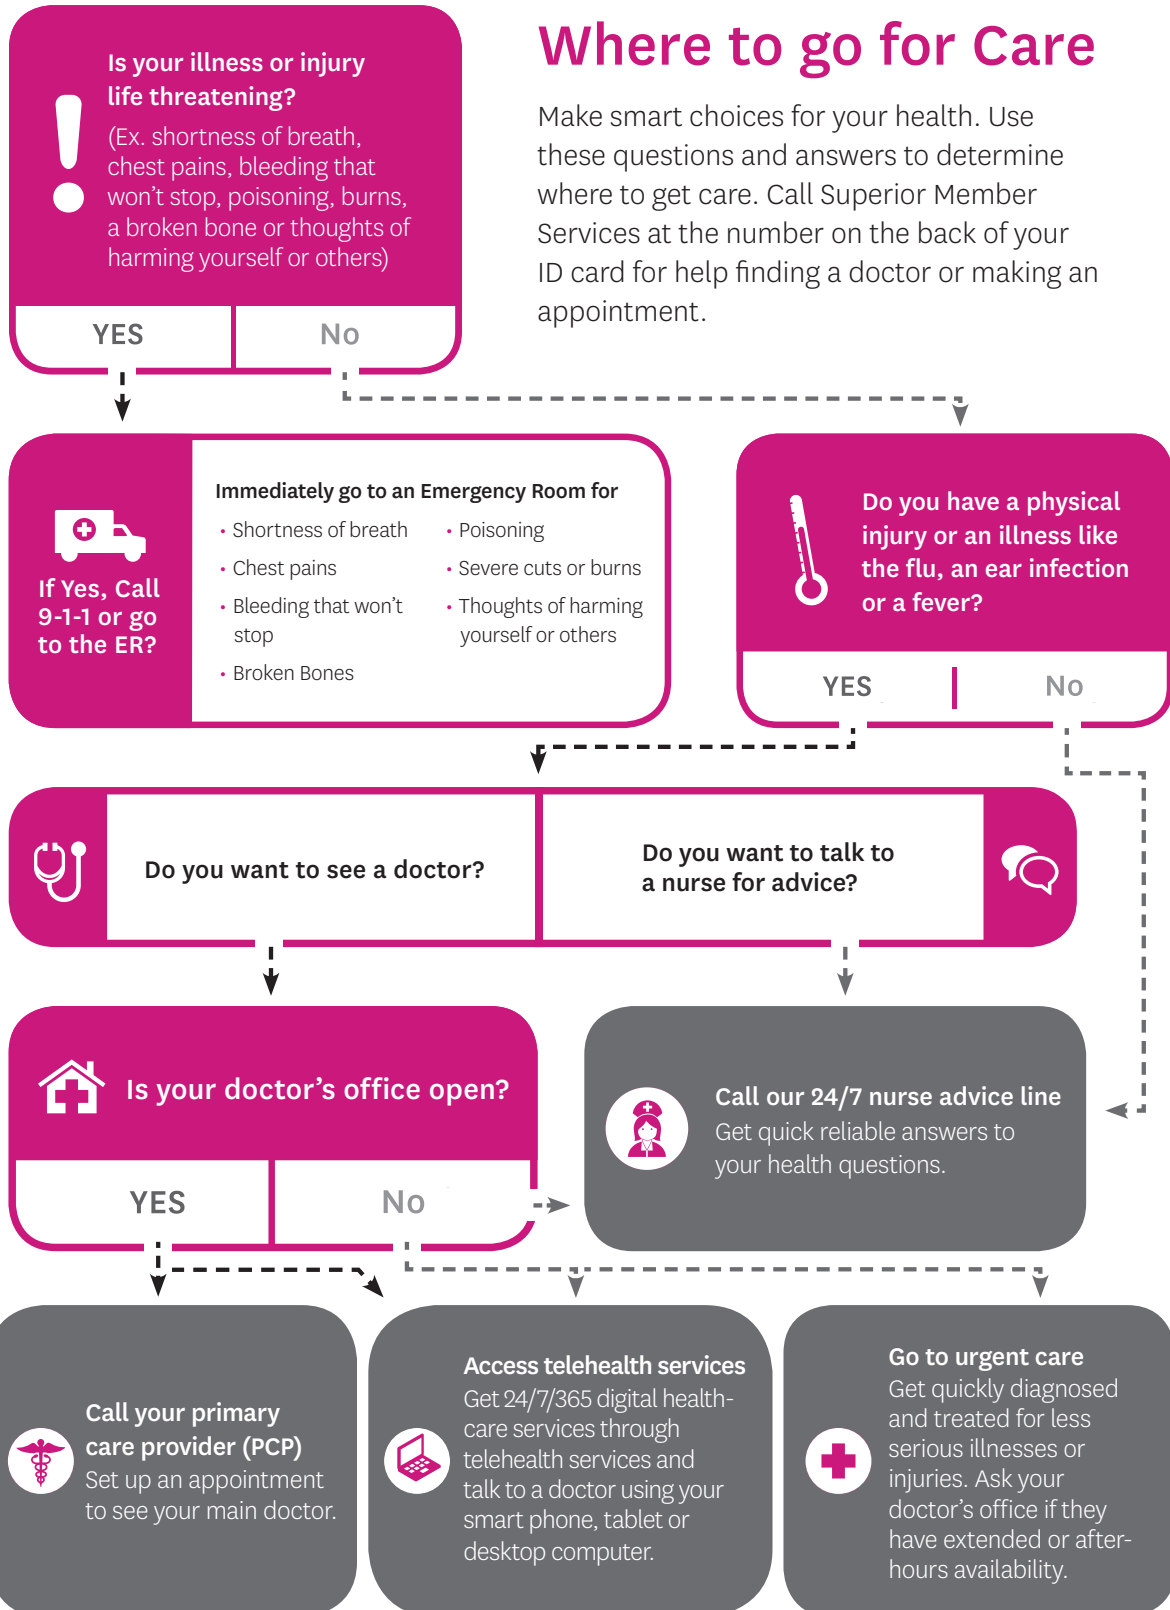 Where to go for Care
Make smart choices for your health. Use
these questions and answers to determine
where to get care. Call Superior Member
Services at the number on the back of your
ID card for help finding a doctor or making an
appointment.
Is your illness or injury
life threatening?
(Ex. shortness of breath,
chest pains, bleeding that
won't stop, poisoning, burns,
a broken bone or thoughts of
harming yourself or others)
YES
No
If Yes, Call
9-1-1 or go
to the ER?
Immediately go to an Emergency Room for
• Shortness of breath
• Chest pains
• Bleeding that won't
stop
• Broken Bones
• Poisoning
• Severe cuts or burns
• Thoughts of harming
yourself or others
Do you have a physical
injury or an illness like
the flu, an ear infection
or a fever?
YES
No
Do you want to see a doctor?
Do you want to talk to
a nurse for advice?
Is your doctor's office open?
YES
No
Call our 24/7 nurse advice line
Get quick reliable answers to
your health questions.
Call your primary
care provider (PCP)
Set up an appointment
to see your main doctor.
Access telehealth services
Get 24/7/365 digital health-
care services through
telehealth services and
talk to a doctor using your
smart phone, tablet or
desktop computer.
Go to urgent care
Get quickly diagnosed
and treated for less
serious illnesses or
injuries. Ask your
doctor's office if they
have extended or after-
hours availability.